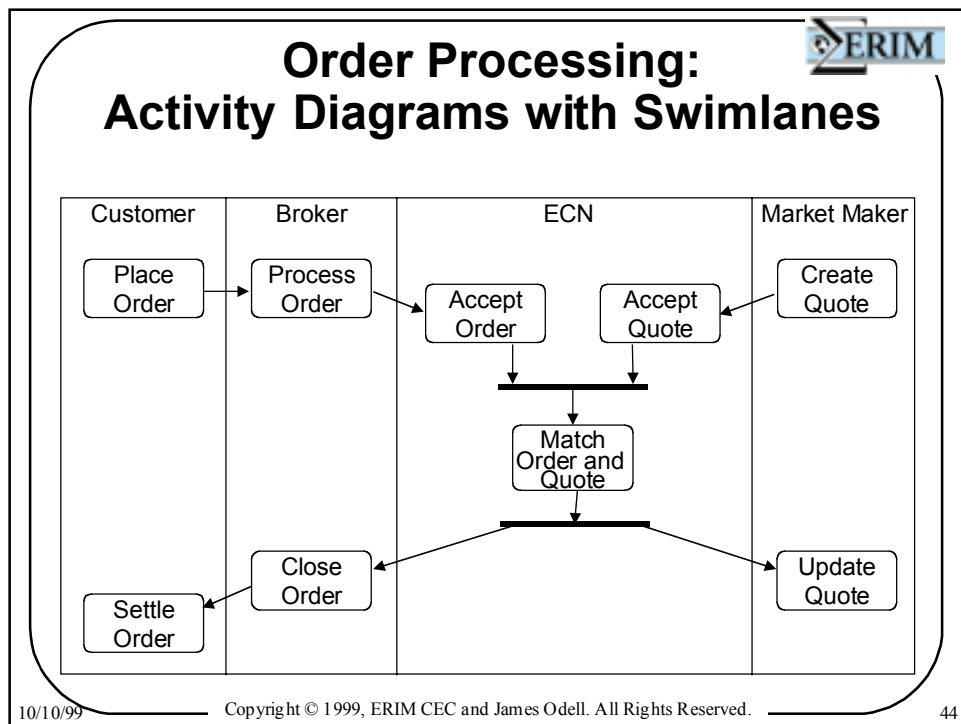 Order Processing:
Activity Diagrams with Swimlanes
ERIM
Customer
Broker
ECN
Market Maker
Place
Order
Process
Order
Accept
Order
Accept
Quote
Create
Quote
Match
Order and
Quote
Close
Order
Update
Quote
Settle
Order
10/10/99
Copyright © 1999, ERIM CEC and James Odell. All Rights Reserved.
44